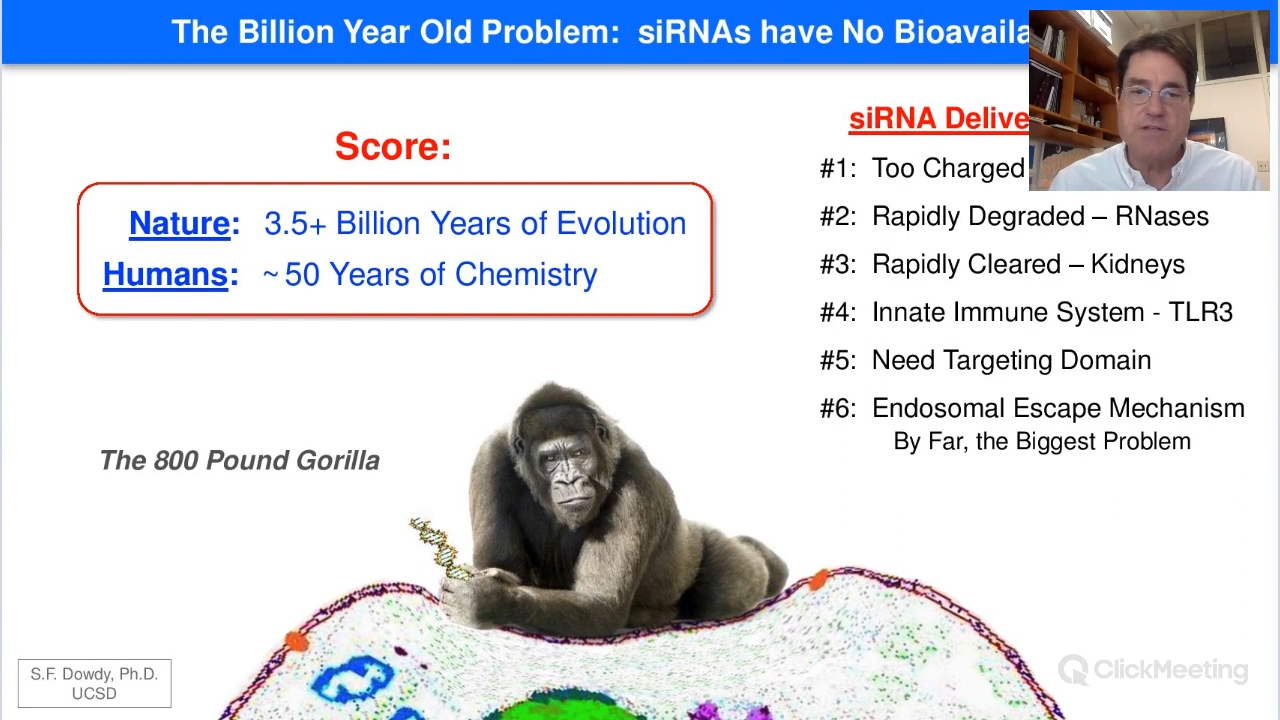 The Billion Year Old Problem: siRNAs have No
siRNA
Score:
#1: Too Charged
Nature: 3.5+ Billion Years of Evolution
#2: Rapidly Degraded – RNases
Humans: ~ 50 Years of Chemistry
#3: Rapidly Cleared – Kidneys
#4: Innate Immune System - TLR3
#5: Need Targeting Domain
#6: Endosomal Escape Mechanism
By Far, the Biggest Problem
The 800 Pound Gorilla
S.F. Dowdy, Ph.D.
UCSD
ClickMeeting